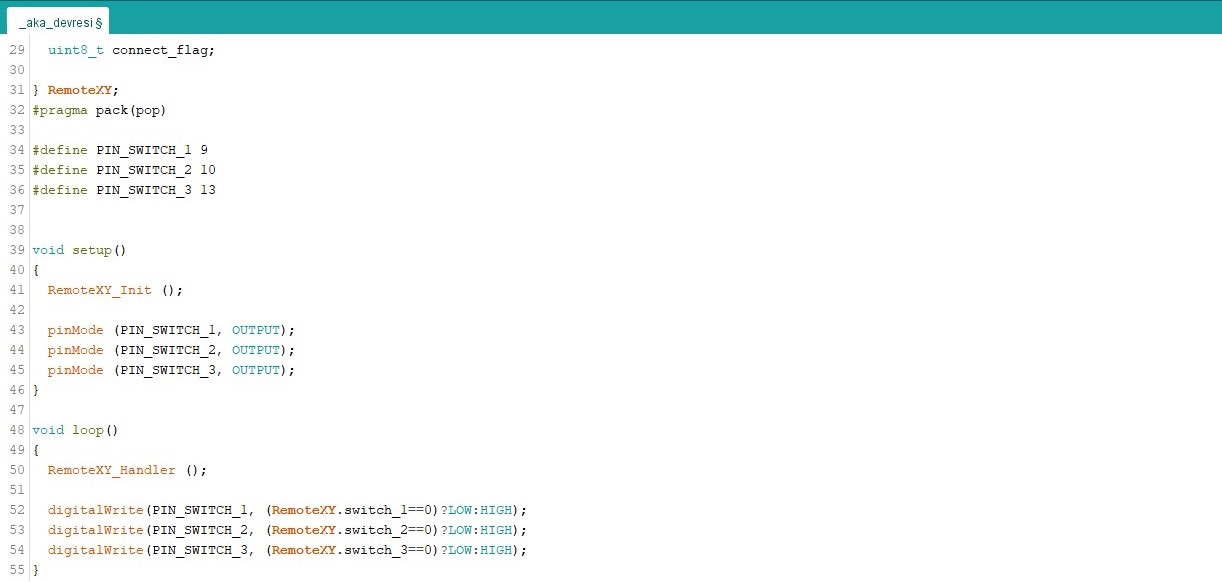 _aka_devresi §
29 uint8_t connect_flag;
30
31 } RemoteXY;
32 #pragma pack(pop)
33
34 #define PIN_SWITCH_1 9
35 #define PIN_SWITCH_2 10
36 #define PIN_SWITCH_3 13
37
38
39 void setup()
40 {
41 RemoteXY_Init ();
42
43 pinMode (PIN_SWITCH_1, OUTPUT);
44 pinMode (PIN_SWITCH_2, OUTPUT);
45 pinMode (PIN_SWITCH_3, OUTPUT);
46 }
47
48 void loop()
49 {
50 RemoteXY_Handler ();
51
52 digitalWrite(PIN_SWITCH_1, (RemoteXY.switch_1==0)?LOW:HIGH);
53 digitalWrite(PIN_SWITCH_2, (RemoteXY.switch_2==0)?LOW:HIGH);
54 digitalWrite(PIN_SWITCH_3, (RemoteXY.switch_3==0)?LOW:HIGH);
55 }